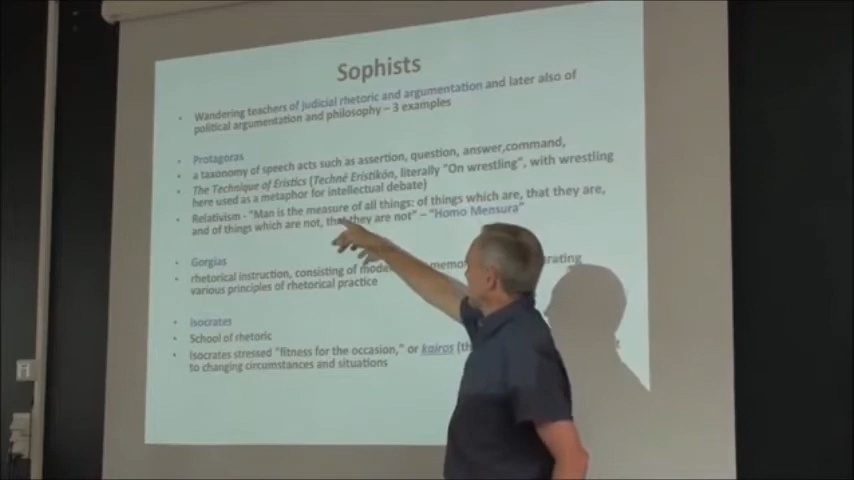 Sophists
• Wandering teachers of judicial rhetoric and argumentation and later also of
political argumentation and philosophy – 3 examples
• Protagoras
• a taxonomy of speech acts such as assertion, question, answer,command,
• The Technique of Eristics (Techné Eristikón, literally "On wrestling", with wrestling
here used as a metaphor for intellectual debate)
• Relativism - "Man is the measure of all things: of things which are, that they are,
and of things which are not, that they are not" – "Homo Mensura"
• Gorgias
• rhetorical instruction, consisting of
various principles of rhetorical practice
• Isocrates
• School of rhetoric
• Isocrates stressed "fitness for the occasion," or kairos
to changing circumstances and situations